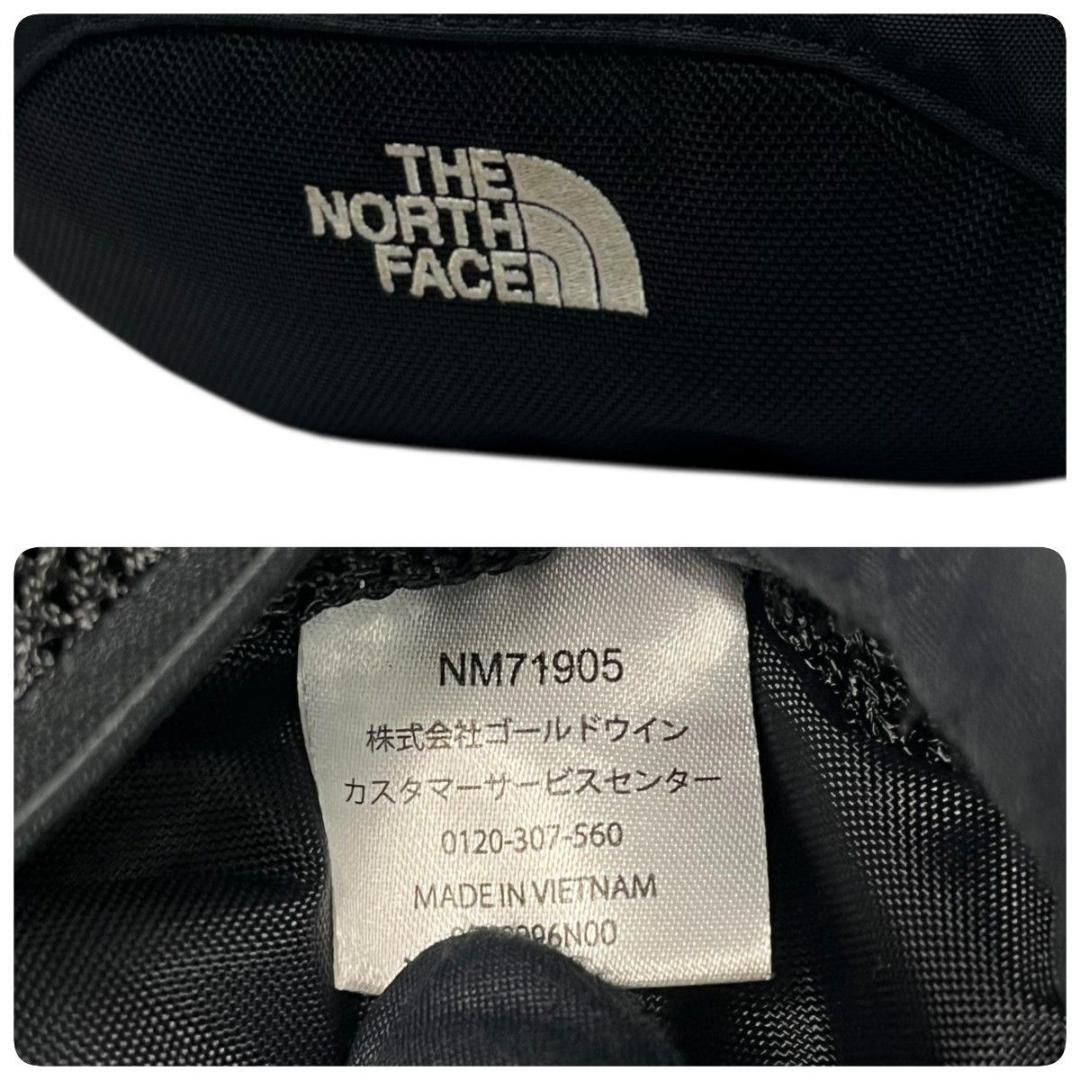 THE
NORTH
FACE
NM71905
株式会社ゴールドウイン
カスタマーサービスセンター
0120-307-560
MADE IN VIETNAM